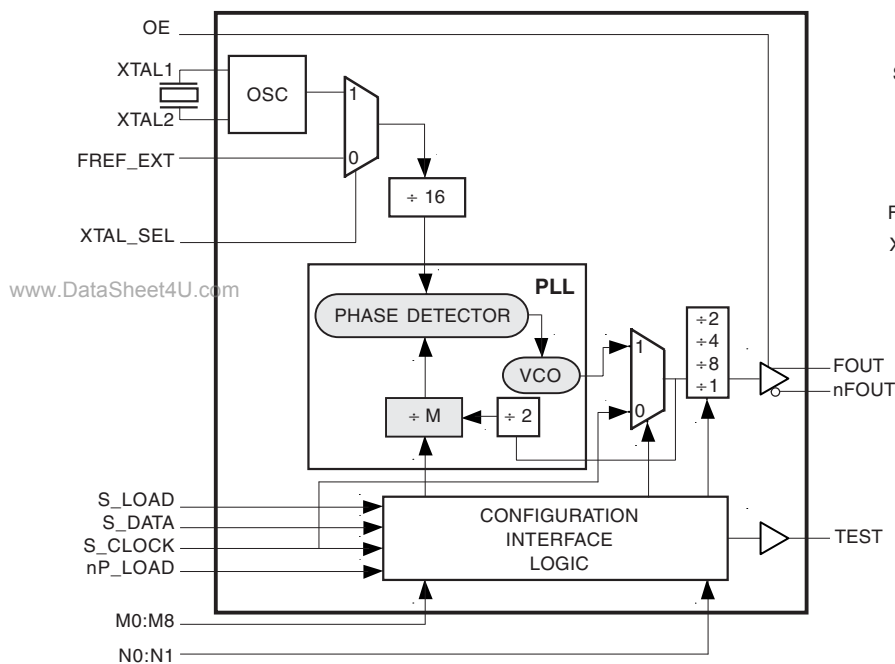 OE
XTAL1
OSC
XTAL2
1
0
FREF_EXT
÷ 16
XTAL_SEL
www.DataSheet4U.com
PLL
PHASE DETECTOR
VCO
÷ M
÷ 2
1
0
÷2
÷4
÷8
÷1
FOUT
nFOUT
S_LOAD
S_DATA
S_CLOCK
nP_LOAD
CONFIGURATION
INTERFACE
LOGIC
TEST
M0:M8
N0:N1